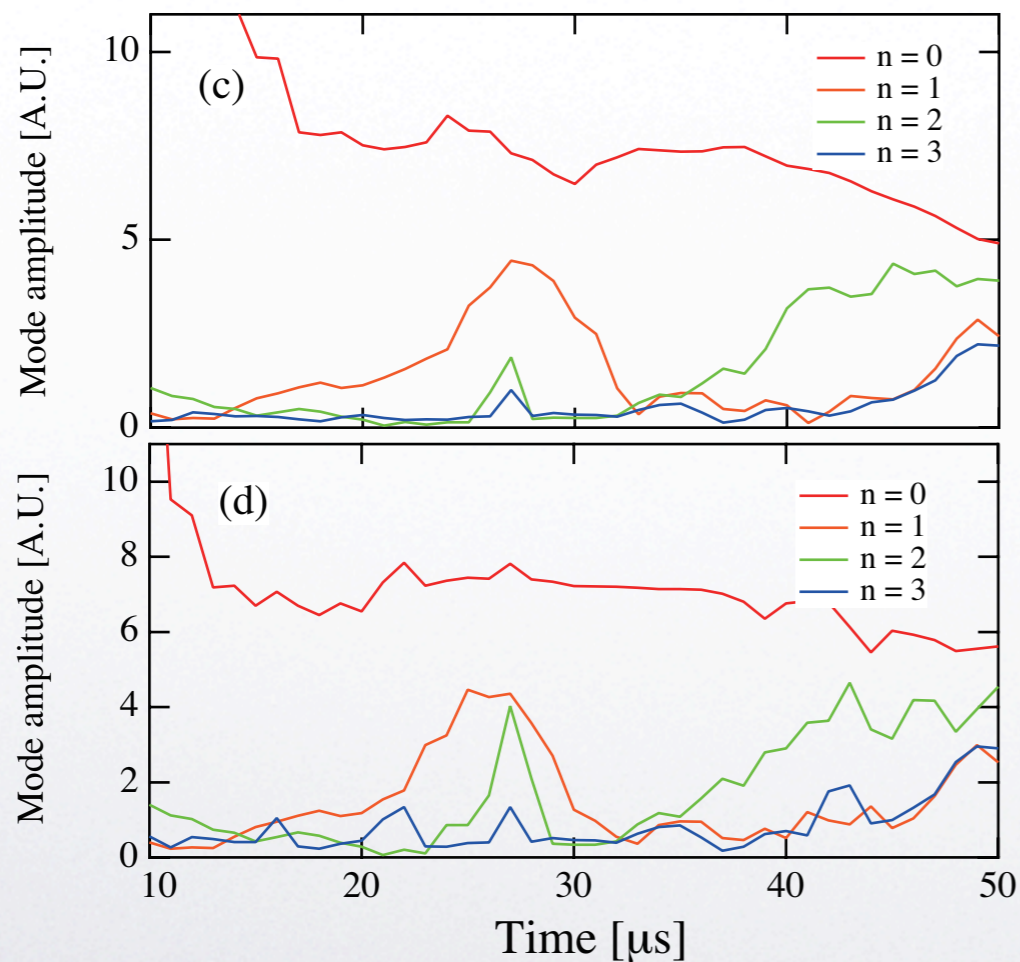 Mode amplitude [A.U.]
10
5
0
(c)
n = 0
n = 1
n = 2
n = 3
Mode amplitude [A.U.]
10
8
6
4
2
0
(d)
n = 0
n = 1
n = 2
n = 3
10
20
30
40
50
Time [μs]